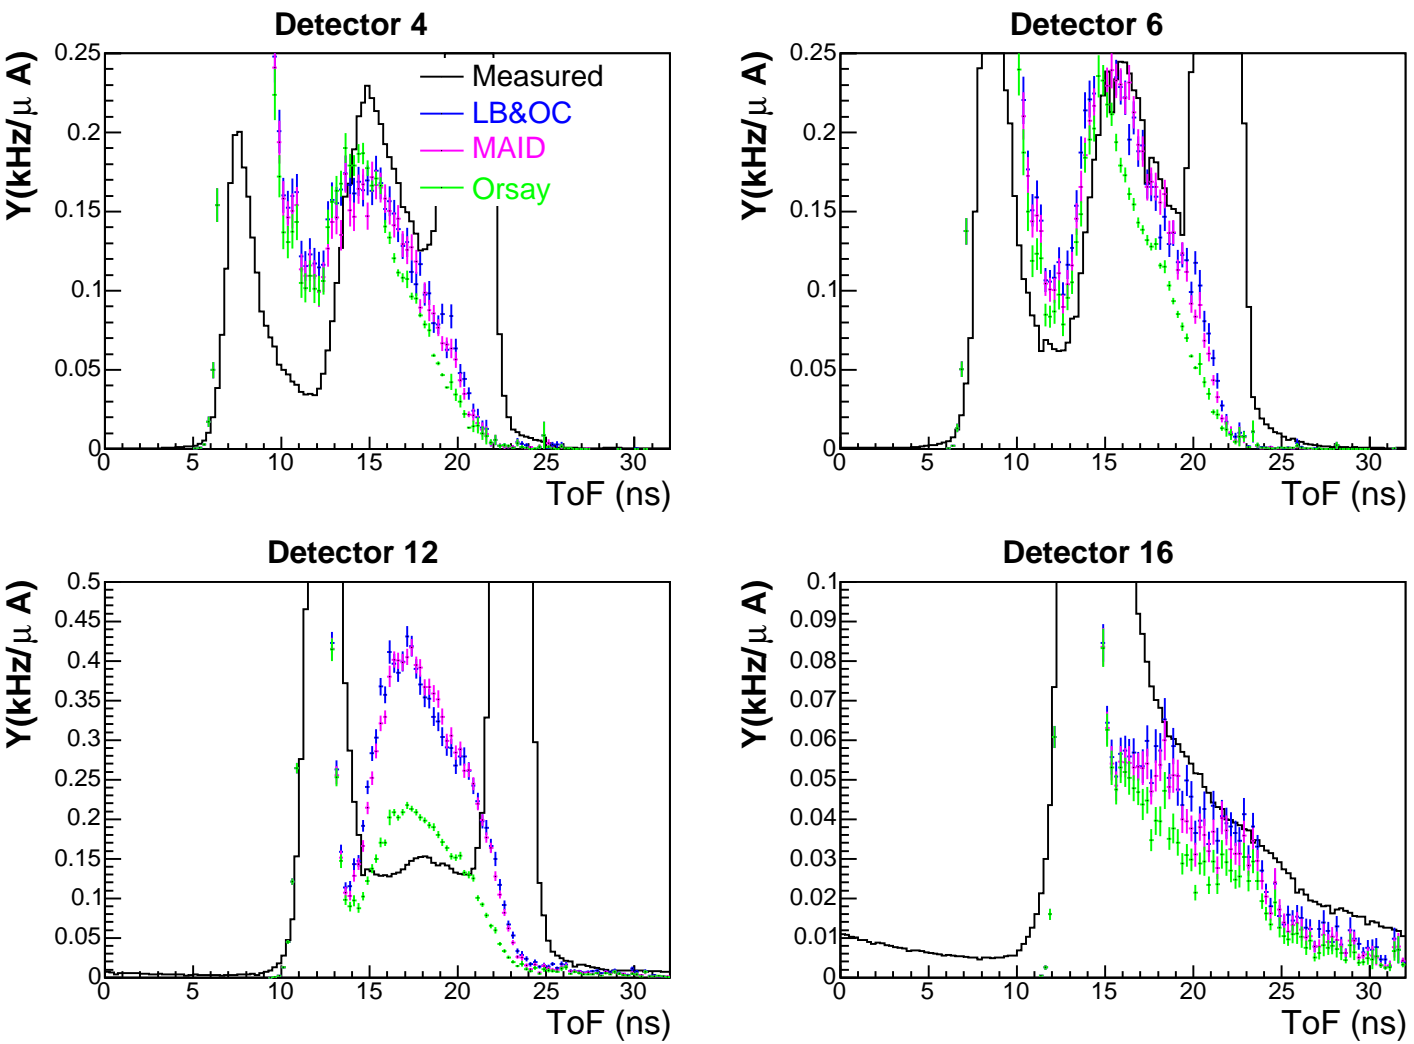 Detector 4
Y(kHz/μ A)
0.25
0.2
0.15
0.1
0.05
0
0 5 10 15 20 25 30
ToF (ns)
Measured
LB&OC
MAID
Orsay
Detector 6
Y(kHz/μ A)
0.25
0.2
0.15
0.1
0.05
0
0 5 10 15 20 25 30
ToF (ns)
Detector 12
Y(kHz/μ A)
0.5
0.45
0.4
0.35
0.3
0.25
0.2
0.15
0.1
0.05
0
0 5 10 15 20 25 30
ToF (ns)
Detector 16
Y(kHz/μ A)
0.1
0.09
0.08
0.07
0.06
0.05
0.04
0.03
0.02
0.01
0
0 5 10 15 20 25 30
ToF (ns)